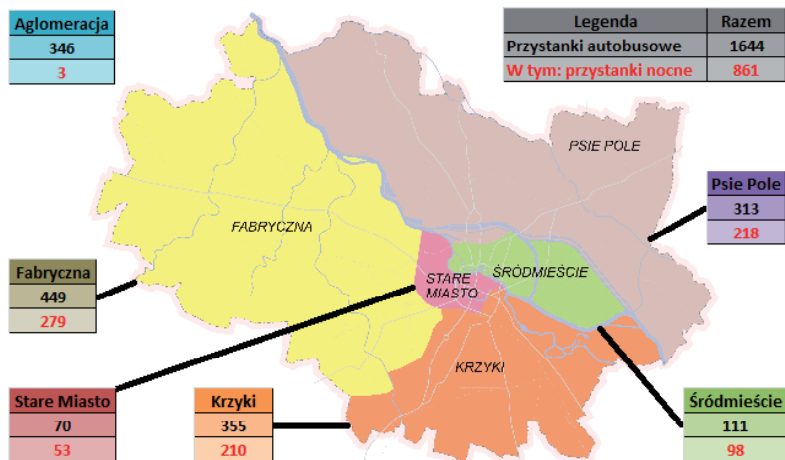 Aglomeracja
346
3
Legenda Razem
Przystanki autobusowe 1644
W tym: przystanki nocne 861
PSIE POLE
Psie Pole
313
218
FABRYCZNA
STARE
MIASTO
ŚRÓDMIEŚCIE
Fabryczna
449
279
KRZYKI
Stare Miasto
70
53
Krzyki
355
210
Śródmieście
111
98